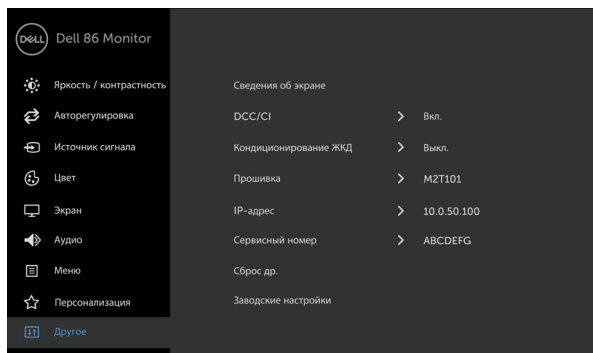 DELL
Dell 86 Monitor
Яркость / контрастность
Авторегулировка
Источник сигнала
Цвет
Экран
Аудио
Меню
Персонализация
Другое
Сведения об экране
DCC/CI > Вкл.
Кондиционирование ЖКД > Выкл.
Прошивка > M2T101
IP-адрес > 10.0.50.100
Сервисный номер > ABCDEFG
Сброс др.
Заводские настройки